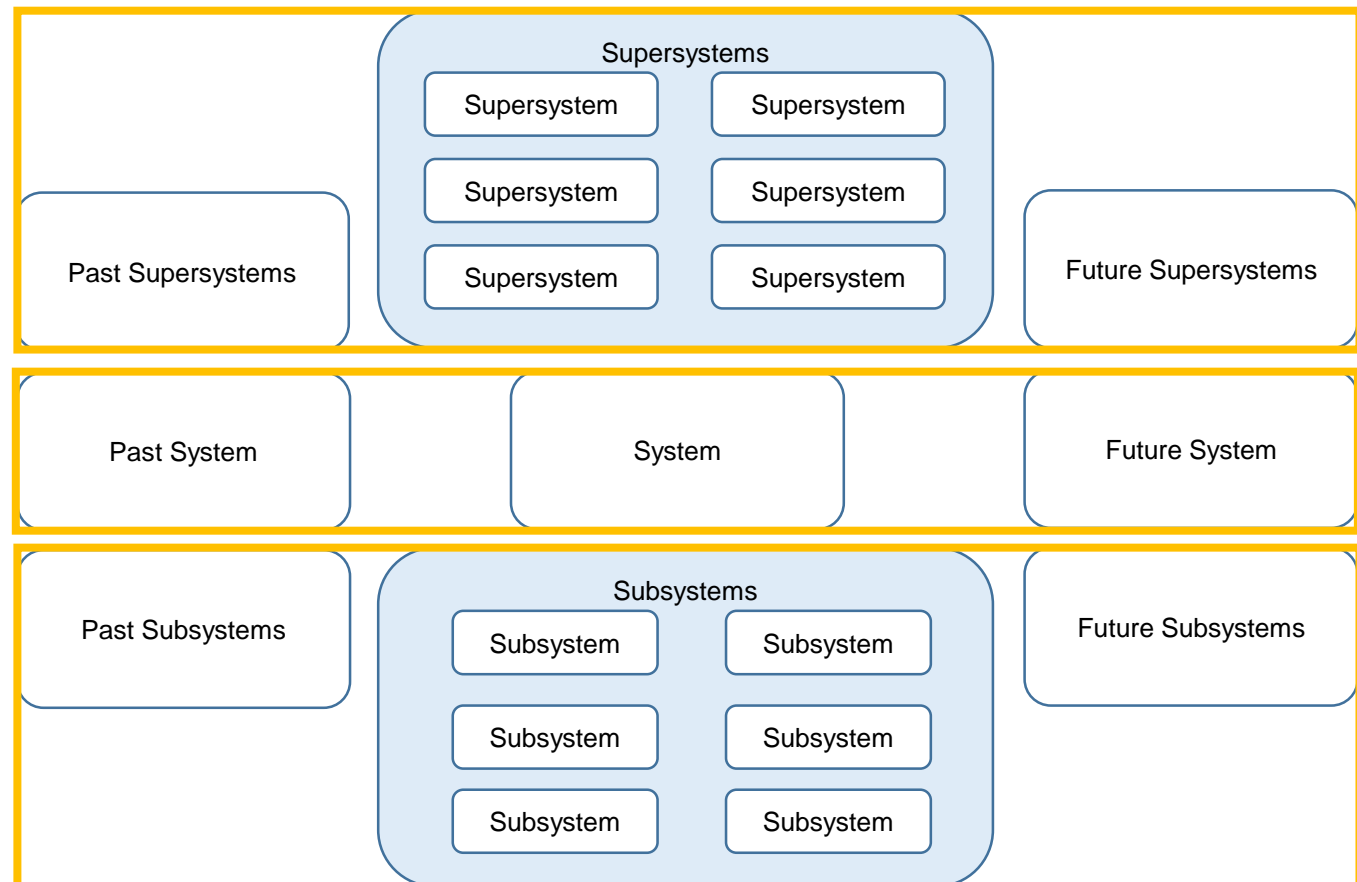 Supersystems
Supersystem
Supersystem
Supersystem
Supersystem
Supersystem
Supersystem
Past Supersystems
Future Supersystems
Past System
System
Future System
Past Subsystems
Subsystems
Subsystem
Subsystem
Subsystem
Subsystem
Subsystem
Subsystem
Future Subsystems